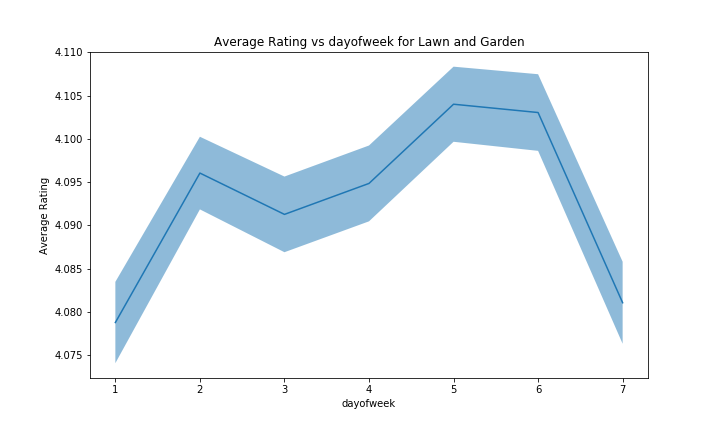 Average Rating vs dayofweek for Lawn and Garden
4.110
4.105
4.100
4.095
4.090
4.085
4.080
4.075
Average Rating
1 2 3 4 5 6 7
dayofweek